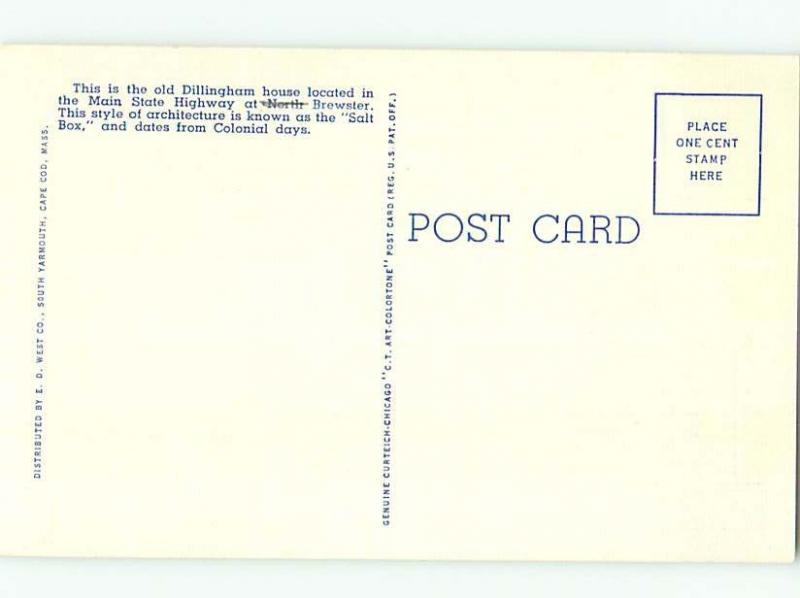 This is the old Dillingham house located in
the Main State Highway at North Brewster.
This style of architecture is known as the "Salt
Box," and dates from Colonial days.
DISTRIBUTED BY E. D. WEST CO., SOUTH YARMOUTH, CAPE COD, MASS.
GENUINE CURTEICH-CHICAGO "C.T. ART-COLORTONE" POST CARD (REG. U.S. PAT. OFF.)
POST CARD
PLACE
ONE CENT
STAMP
HERE